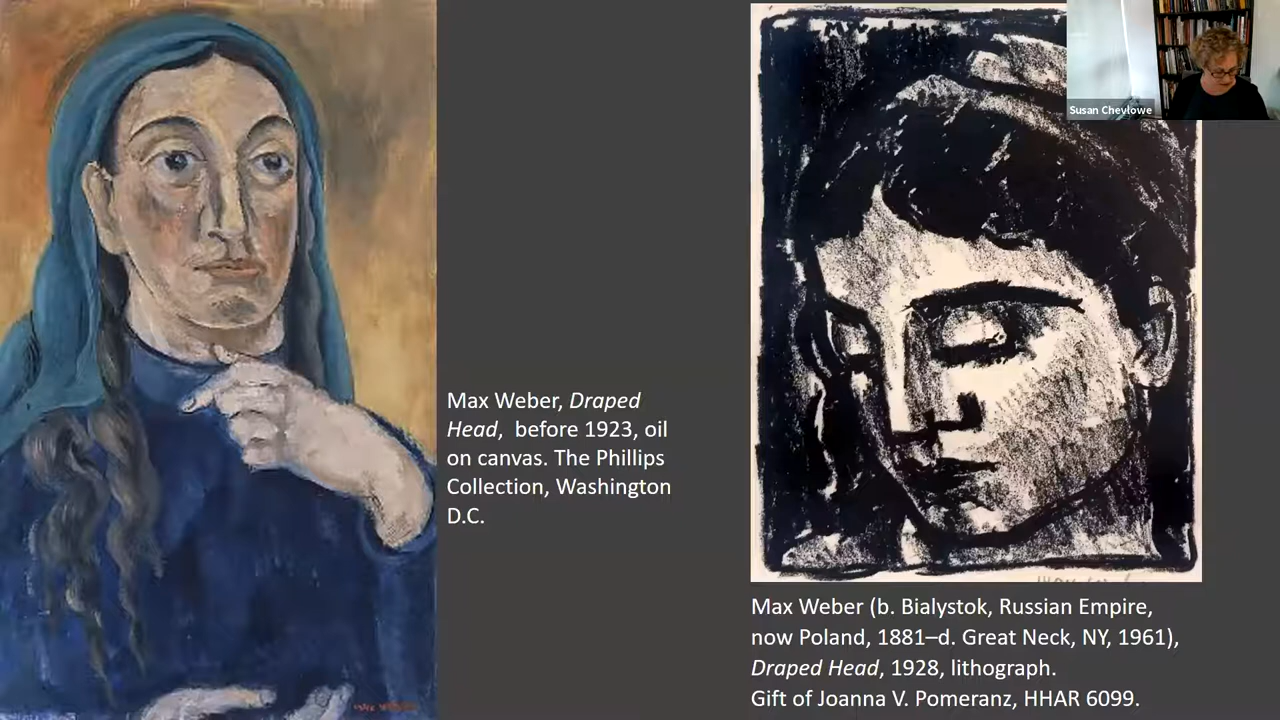 Susan Chevlowe
Max Weber, Draped
Head, before 1923, oil
on canvas. The Phillips
Collection, Washington
D.C.
Max Weber (b. Bialystok, Russian Empire,
now Poland, 1881–d. Great Neck, NY, 1961),
Draped Head, 1928, lithograph.
Gift of Joanna V. Pomeranz, HHAR 6099.